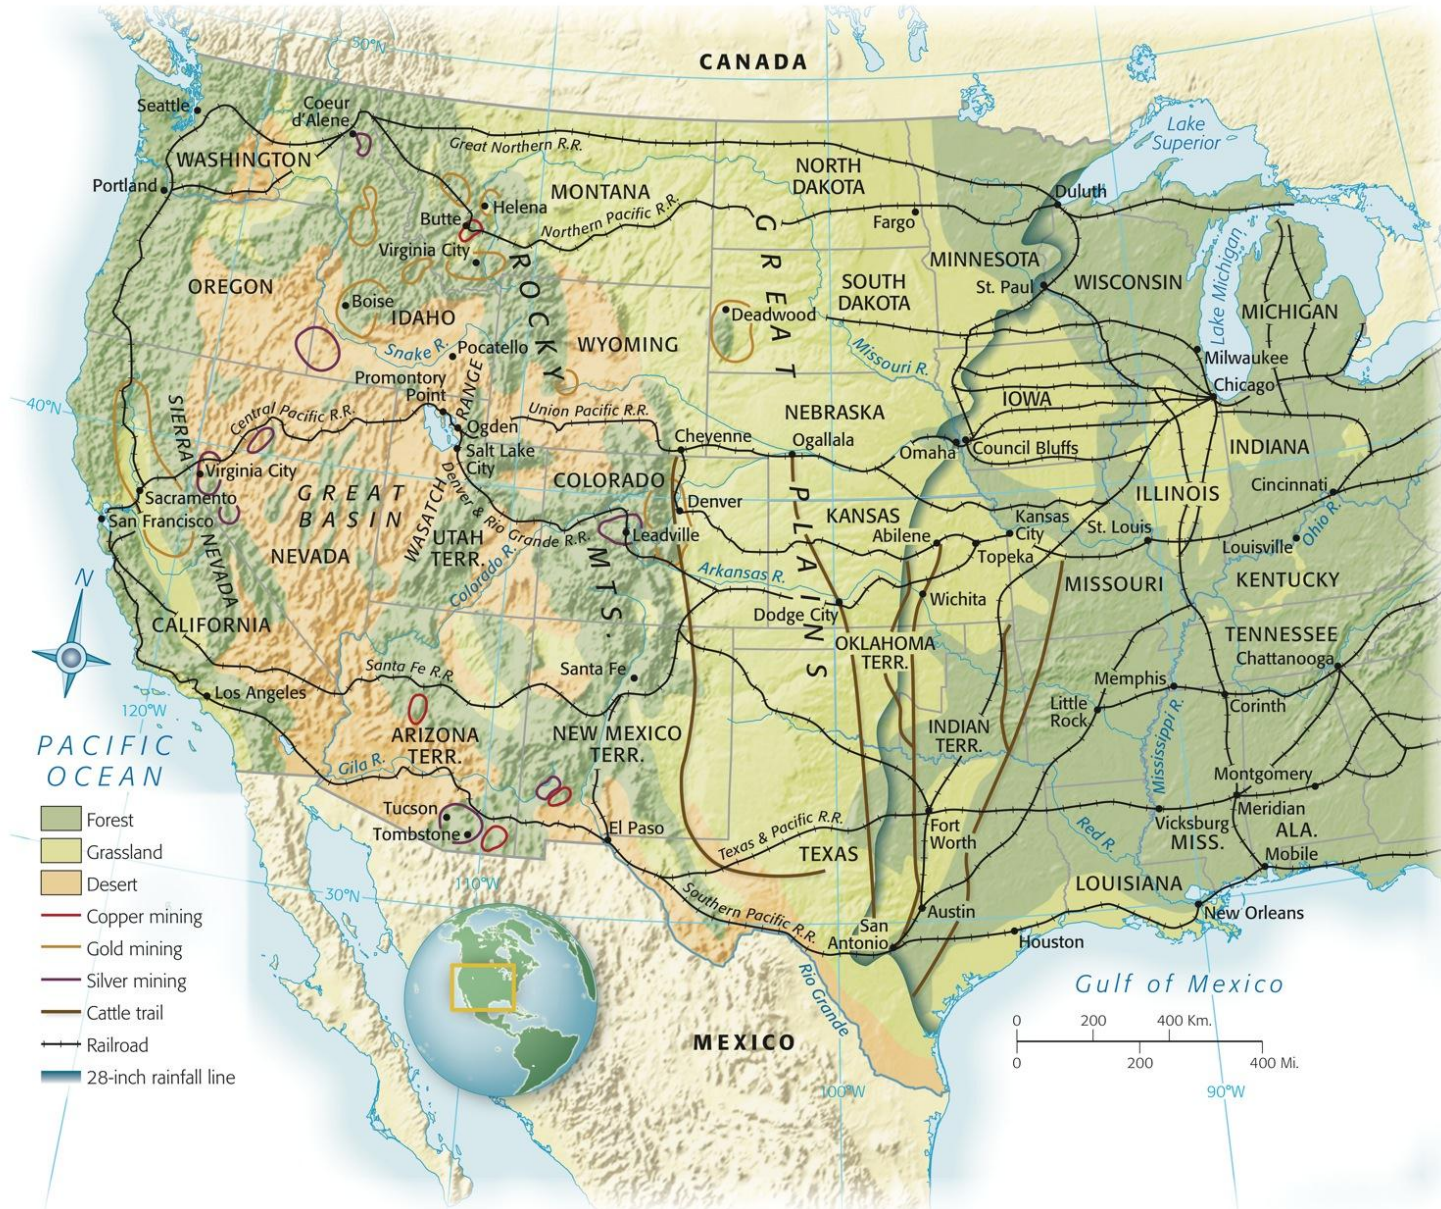 CANADA
50°N
Seattle
Coeur
d'Alene
Great Northern R.R.
Lake
Superior
WASHINGTON
NORTH
DAKOTA
Portland
MONTANA
Duluth
Helena
Butte
Northern Pacific R.R.
Fargo
Virginia City
GREAT PLAINS
ROCKY MTS.
MINNESOTA
WISCONSIN
Lake Michigan
OREGON
SOUTH
DAKOTA
St. Paul
Boise
IDAHO
Deadwood
MICHIGAN
Snake R.
Pocatello
WYOMING
Missouri R.
Milwaukee
Promontory
Point
WASATCH RANGE
Chicago
40°N
SIERRA NEVADA
Central Pacific R.R.
Union Pacific R.R.
NEBRASKA
IOWA
Ogden
Cheyenne
Ogallala
Omaha
Council Bluffs
INDIANA
Salt Lake
City
Virginia City
COLORADO
Sacramento
GREAT
BASIN
Denver & Rio Grande R.R.
Denver
ILLINOIS
Cincinnati
San Francisco
KANSAS
Kansas
City
St. Louis
Ohio R.
Leadville
Abilene
Topeka
Louisville
NEVADA
UTAH
TERR.
Colorado R.
Arkansas R.
MISSOURI
KENTUCKY
Wichita
Dodge City
N
CALIFORNIA
OKLAHOMA
TERR.
TENNESSEE
Chattanooga
Santa Fe R.R.
Santa Fe
Memphis
Los Angeles
Little
Rock
Corinth
120°W
ARIZONA
TERR.
NEW MEXICO
TERR.
INDIAN
TERR.
Mississippi R.
PACIFIC
OCEAN
Gila R.
Montgomery
Tucson
Meridian
Tombstone
El Paso
Texas & Pacific R.R.
Fort
Worth
Red R.
Vicksburg
MISS.
ALA.
TEXAS
Mobile
110°W
30°N
LOUISIANA
Southern Pacific R.R.
Austin
New Orleans
San
Antonio
Houston
Rio Grande
Gulf of Mexico
MEXICO
100°W
90°W
Forest
Grassland
Desert
Copper mining
Gold mining
Silver mining
Cattle trail
Railroad
28-inch rainfall line
0 200 400 Km.
0 200 400 Mi.